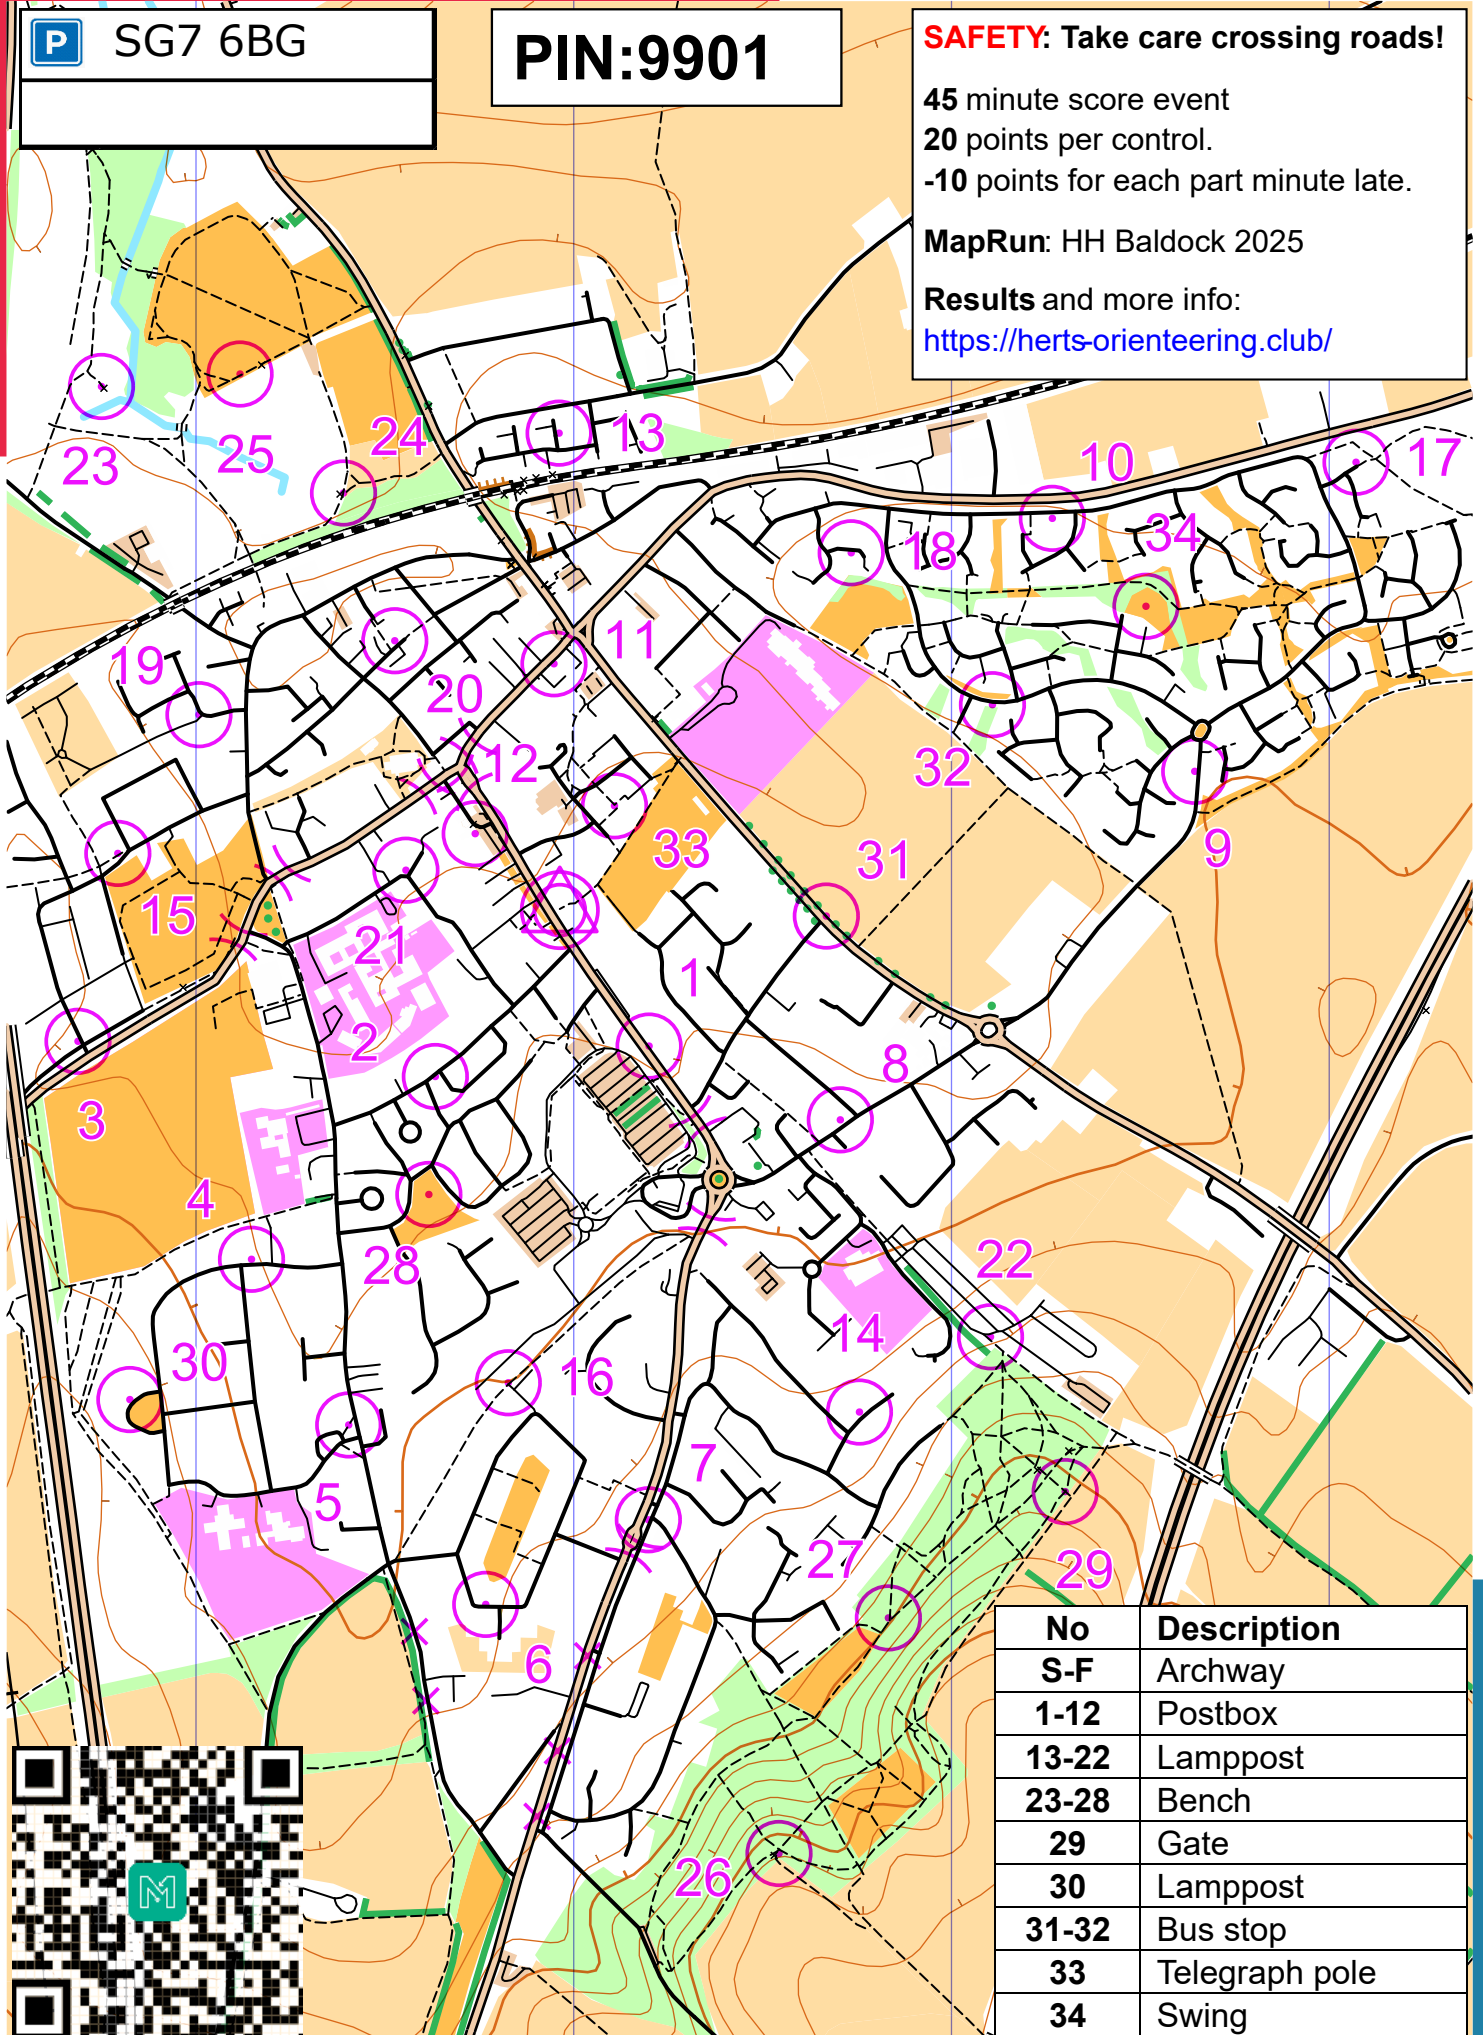 P SG7 6BG
PIN:9901
SAFETY: Take care crossing roads!
45 minute score event
20 points per control.
-10 points for each part minute late.
MapRun: HH Baldock 2025
Results and more info:
https://herts-orienteering.club/
13
24
10
17
25
23
34
18
11
19
20
12
32
33
31
9
15
21
1
2
8
3
4
22
28
14
30
16
7
5
27
29
6
26
No Description
S-F Archway
1-12 Postbox
13-22 Lamppost
23-28 Bench
29 Gate
30 Lamppost
31-32 Bus stop
33 Telegraph pole
34 Swing
M